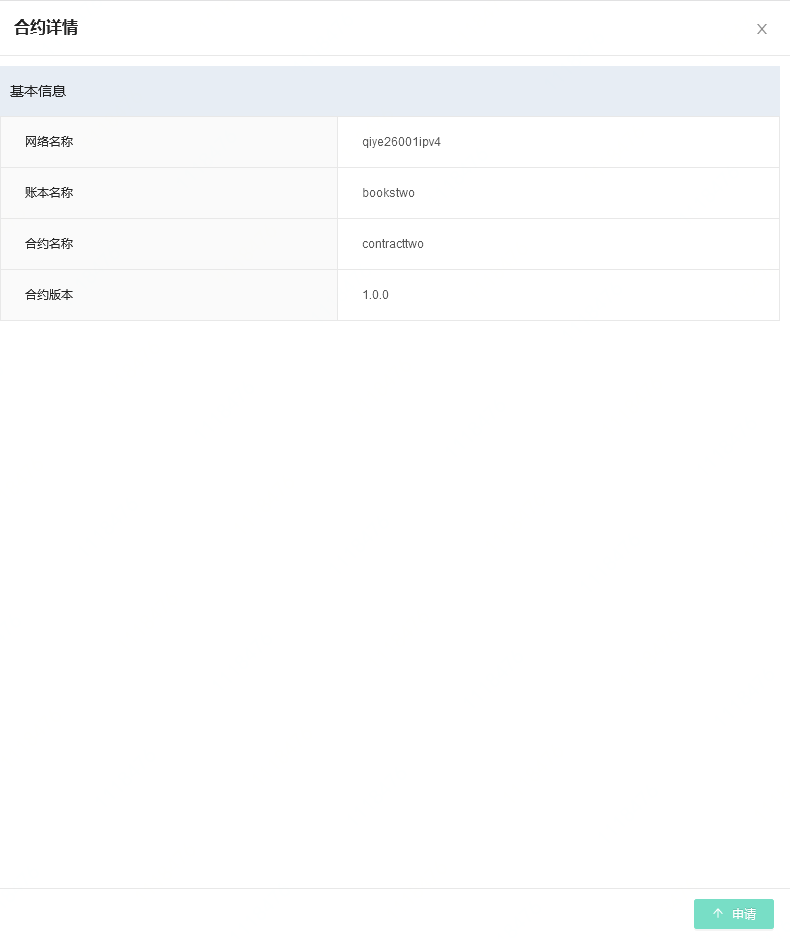 合约详情
基本信息
网络名称 qiye26001ipv4
账本名称 bookstwo
合约名称 contracttwo
合约版本 1.0.0
申请